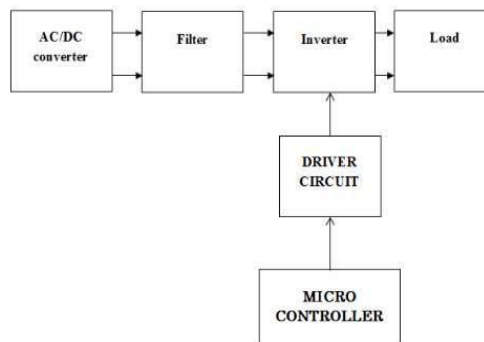 AC/DC
converter
Filter
Inverter
Load
DRIVER
CIRCUIT
MICRO
CONTROLLER